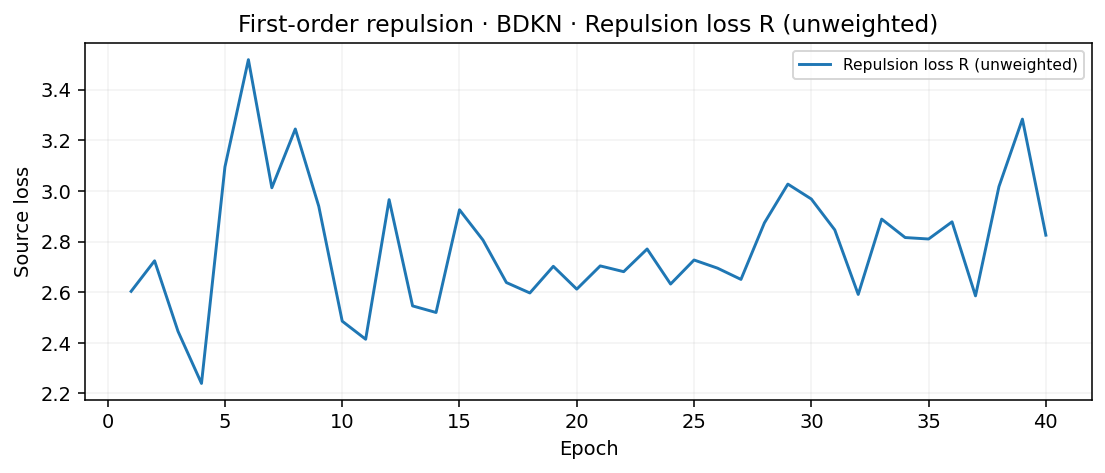 First-order repulsion · BDKN · Repulsion loss R (unweighted)
Repulsion loss R (unweighted)
Source loss
3.4
3.2
3.0
2.8
2.6
2.4
2.2
0 5 10 15 20 25 30 35 40
Epoch